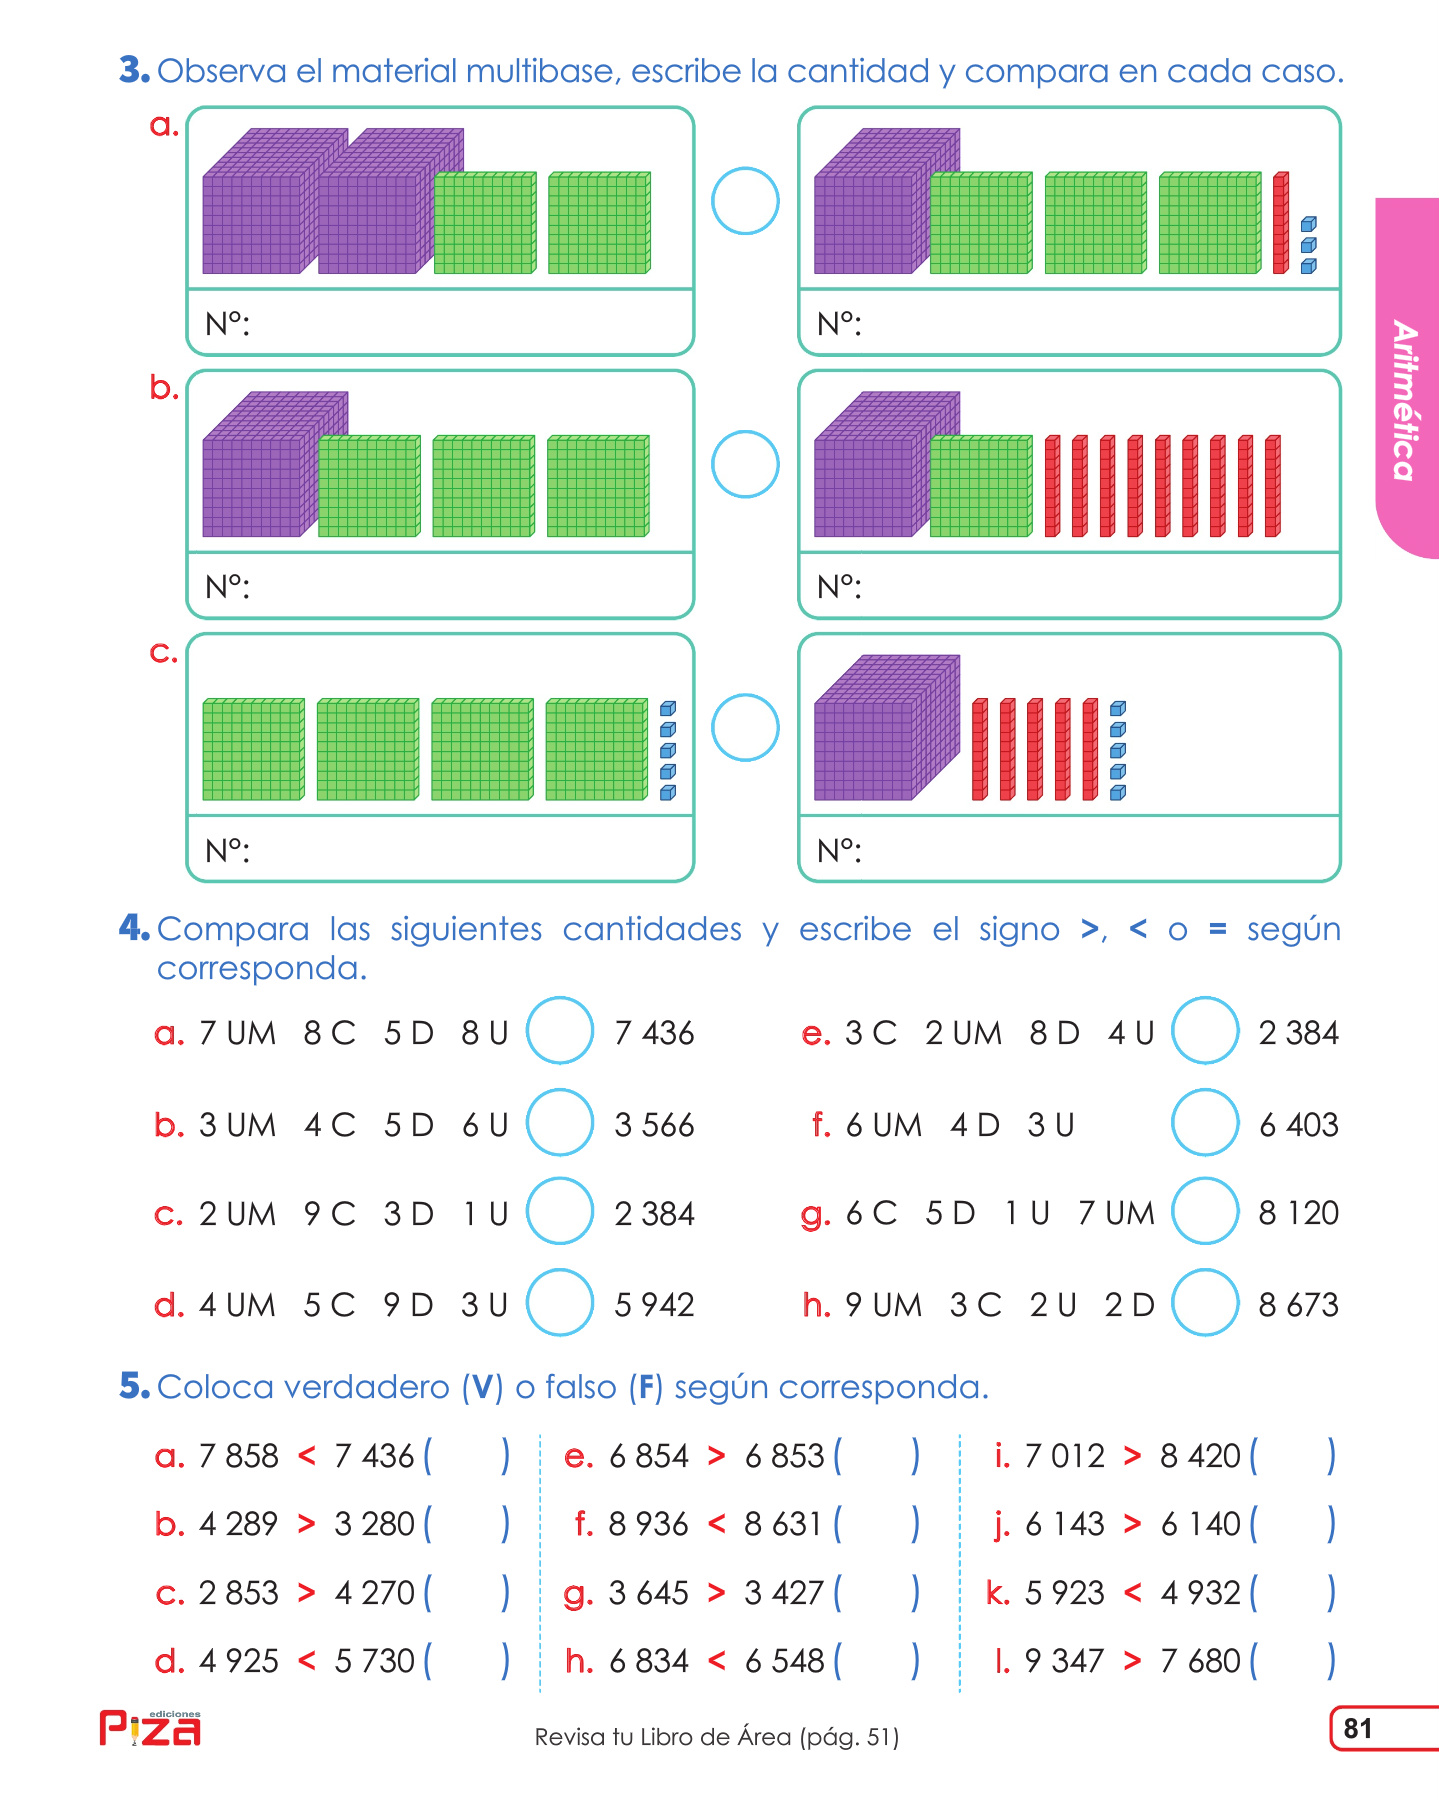 3. Observa el material multibase, escribe la cantidad y compara en cada caso.
a.
N°:
N°:
b.
N°:
N°:
c.
N°:
N°:
Aritmética
4. Compara las siguientes cantidades y escribe el signo >, < o = según
corresponda.
a. 7 UM 8 C 5 D 8 U 7 436
e. 3 C 2 UM 8 D 4 U 2 384
b. 3 UM 4 C 5 D 6 U 3 566
f. 6 UM 4 D 3 U 6 403
c. 2 UM 9 C 3 D 1 U 2 384
g. 6 C 5 D 1 U 7 UM 8 120
d. 4 UM 5 C 9 D 3 U 5 942
h. 9 UM 3 C 2 U 2 D 8 673
5. Coloca verdadero (V) o falso (F) según corresponda.
a. 7 858 < 7 436 ( )
b. 4 289 > 3 280 ( )
c. 2 853 > 4 270 ( )
d. 4 925 < 5 730 ( )
e. 6 854 > 6 853 ( )
f. 8 936 < 8 631 ( )
g. 3 645 > 3 427 ( )
h. 6 834 < 6 548 ( )
i. 7 012 > 8 420 ( )
j. 6 143 > 6 140 ( )
k. 5 923 < 4 932 ( )
l. 9 347 > 7 680 ( )
ediciones
Piza
Revisa tu Libro de Área (pág. 51)
81